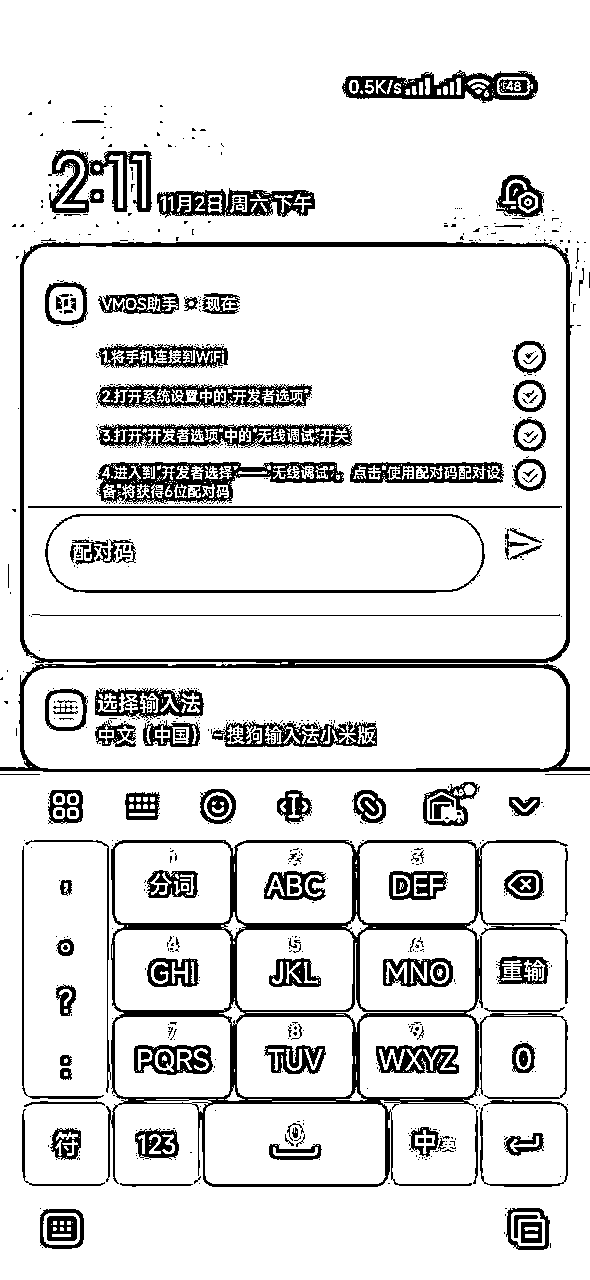 0.5K/s 48
2:11 11月2日 周六 下午
VMOS助手 现在
1.将手机连接到WiFi
2.打开系统设置中的"开发者选项"
3.打开"开发者选项"中的"无线调试"开关
4.进入到"开发者选择"——"无线调试"，点击"使用配对码配对设
备"将获得6位配对码
配对码
选择输入法
中文（中国） - 搜狗输入法小米版
，
。
？
：
1 分词
2 ABC
3 DEF
4 GHI
5 JKL
6 MNO
重输
7 PQRS
8 TUV
9 WXYZ
0
符
123
中/英